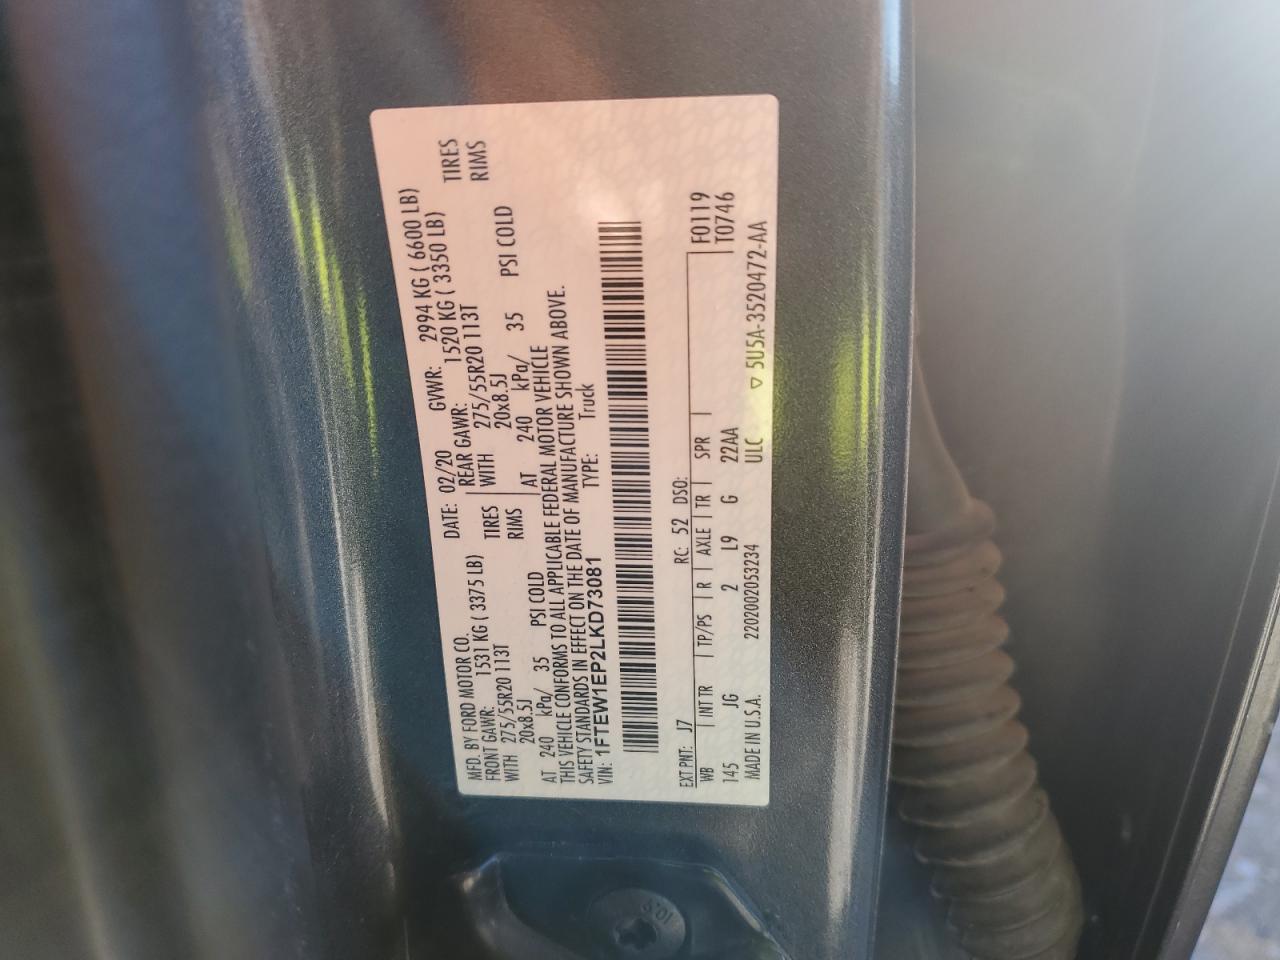 MFD. BY FORD MOTOR CO. DATE: 02/20 GVWR: 2994 KG ( 6600 LB)
FRONT GAWR: 1531 KG ( 3375 LB) REAR GAWR: 1520 KG ( 3350 LB)
WITH 275/55R20 113T TIRES WITH 275/55R20 113T TIRES
20x8.5J RIMS 20x8.5J RIMS
AT 240 kPa/ 35 PSI COLD AT 240 kPa/ 35 PSI COLD
THIS VEHICLE CONFORMS TO ALL APPLICABLE FEDERAL MOTOR VEHICLE
SAFETY STANDARDS IN EFFECT ON THE DATE OF MANUFACTURE SHOWN ABOVE.
VIN: 1FTEW1EP2LKD73081 TYPE: Truck
EXT PNT: J7 RC: 52 DSO: F0119
WB INT TR TP/PS R AXLE TR SPR T0746
145 JG 2 L9 G 22AA
MADE IN U.S.A. 2202002053234 ULC ▽ 5U5A-3520472-AA
10.9